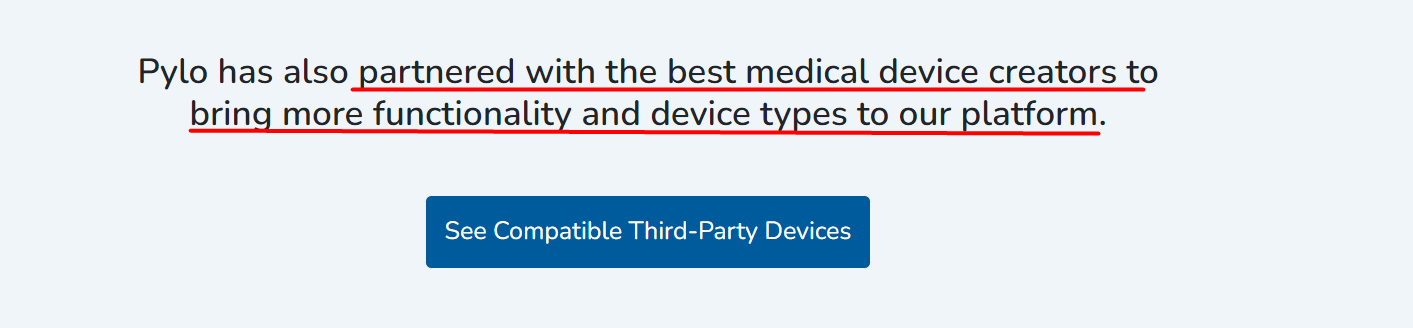 Pylo has also partnered with the best medical device creators to
bring more functionality and device types to our platform.
See Compatible Third-Party Devices